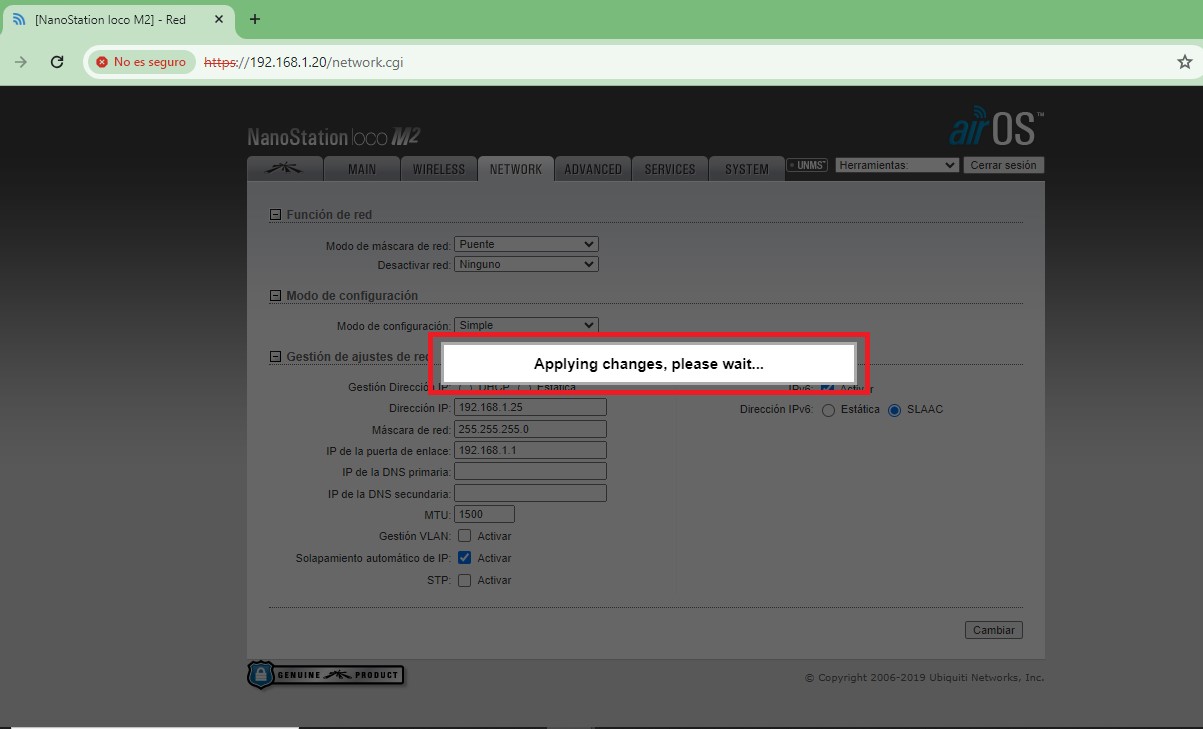 [NanoStation loco M2] - Red
No es seguro https://192.168.1.20/network.cgi
NanoStation loco M2
airOS™
MAIN WIRELESS NETWORK ADVANCED SERVICES SYSTEM UNMS™ Herramientas: Cerrar sesión
Función de red
Modo de máscara de red: Puente
Desactivar red: Ninguno
Modo de configuración
Modo de configuración: Simple
Gestión de ajustes de red
Applying changes, please wait...
Gestión Dirección IP: DHCP Estática
IPv6: Activar
Dirección IP: 192.168.1.25
Dirección IPv6: Estática SLAAC
Máscara de red: 255.255.255.0
IP de la puerta de enlace: 192.168.1.1
IP de la DNS primaria:
IP de la DNS secundaria:
MTU: 1500
Gestión VLAN: Activar
Solapamiento automático de IP: Activar
STP: Activar
Cambiar
GENUINE PRODUCT
© Copyright 2006-2019 Ubiquiti Networks, Inc.